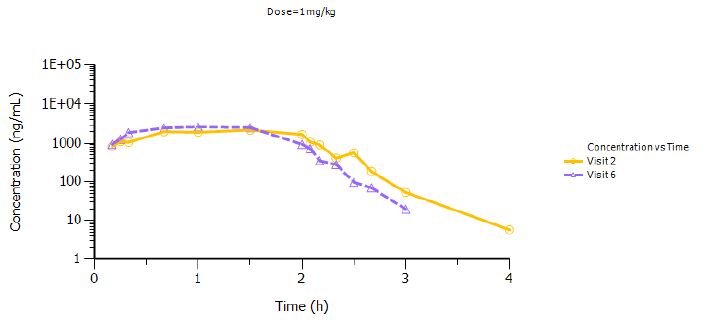 Dose=1mg/kg
1E+05
1E+04
1000
100
10
1
Concentration (ng/mL)
0
1
2
3
4
Time (h)
Concentration vs Time
Visit 2
Visit 6